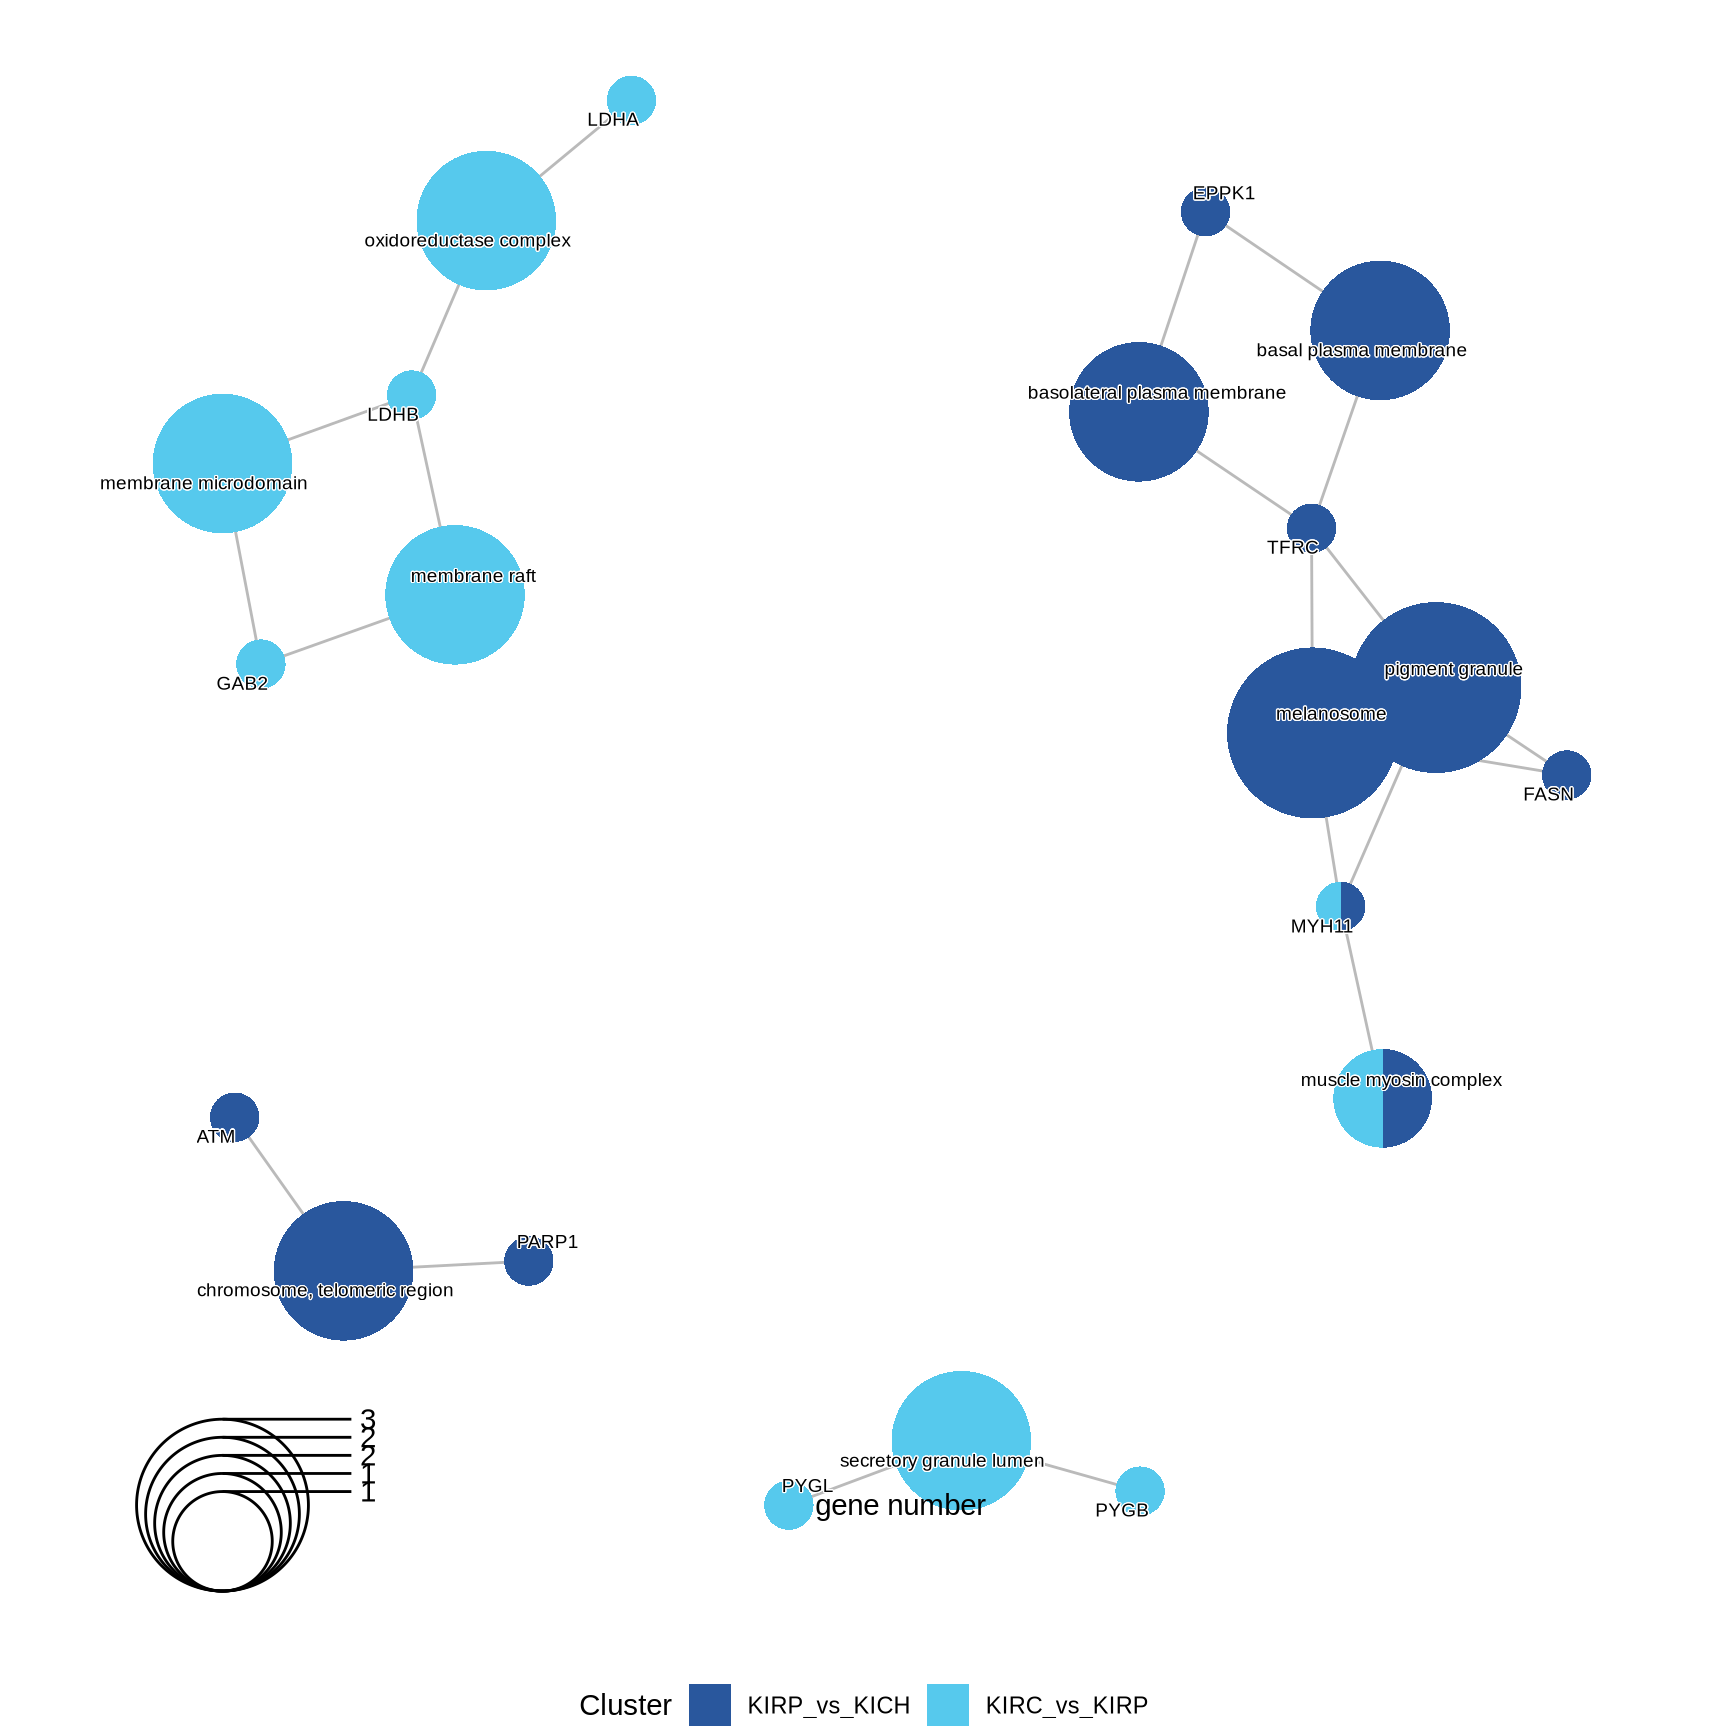 LDHA
EPPK1
oxidoreductase complex
basal plasma membrane
basolateral plasma membrane
LDHB
membrane microdomain
TFRC
membrane raft
pigment granule
GAB2
melanosome
FASN
MYH11
muscle myosin complex
ATM
PARP1
chromosome, telomeric region
3
2
2
1
1
secretory granule lumen
PYGL
gene number
PYGB
Cluster KIRP_vs_KICH KIRC_vs_KIRP